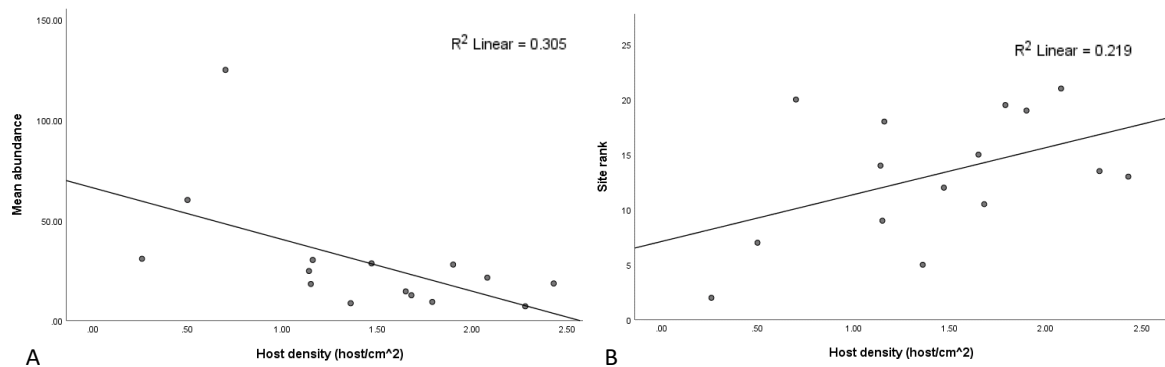 150.00
100.00
50.00
.00
Mean abundance
R² Linear = 0.305
.00
.50
1.00
1.50
2.00
2.50
Host density (host/cm^2)
A
25
20
15
10
5
0
Site rank
R² Linear = 0.219
.00
.50
1.00
1.50
2.00
2.50
Host density (host/cm^2)
B